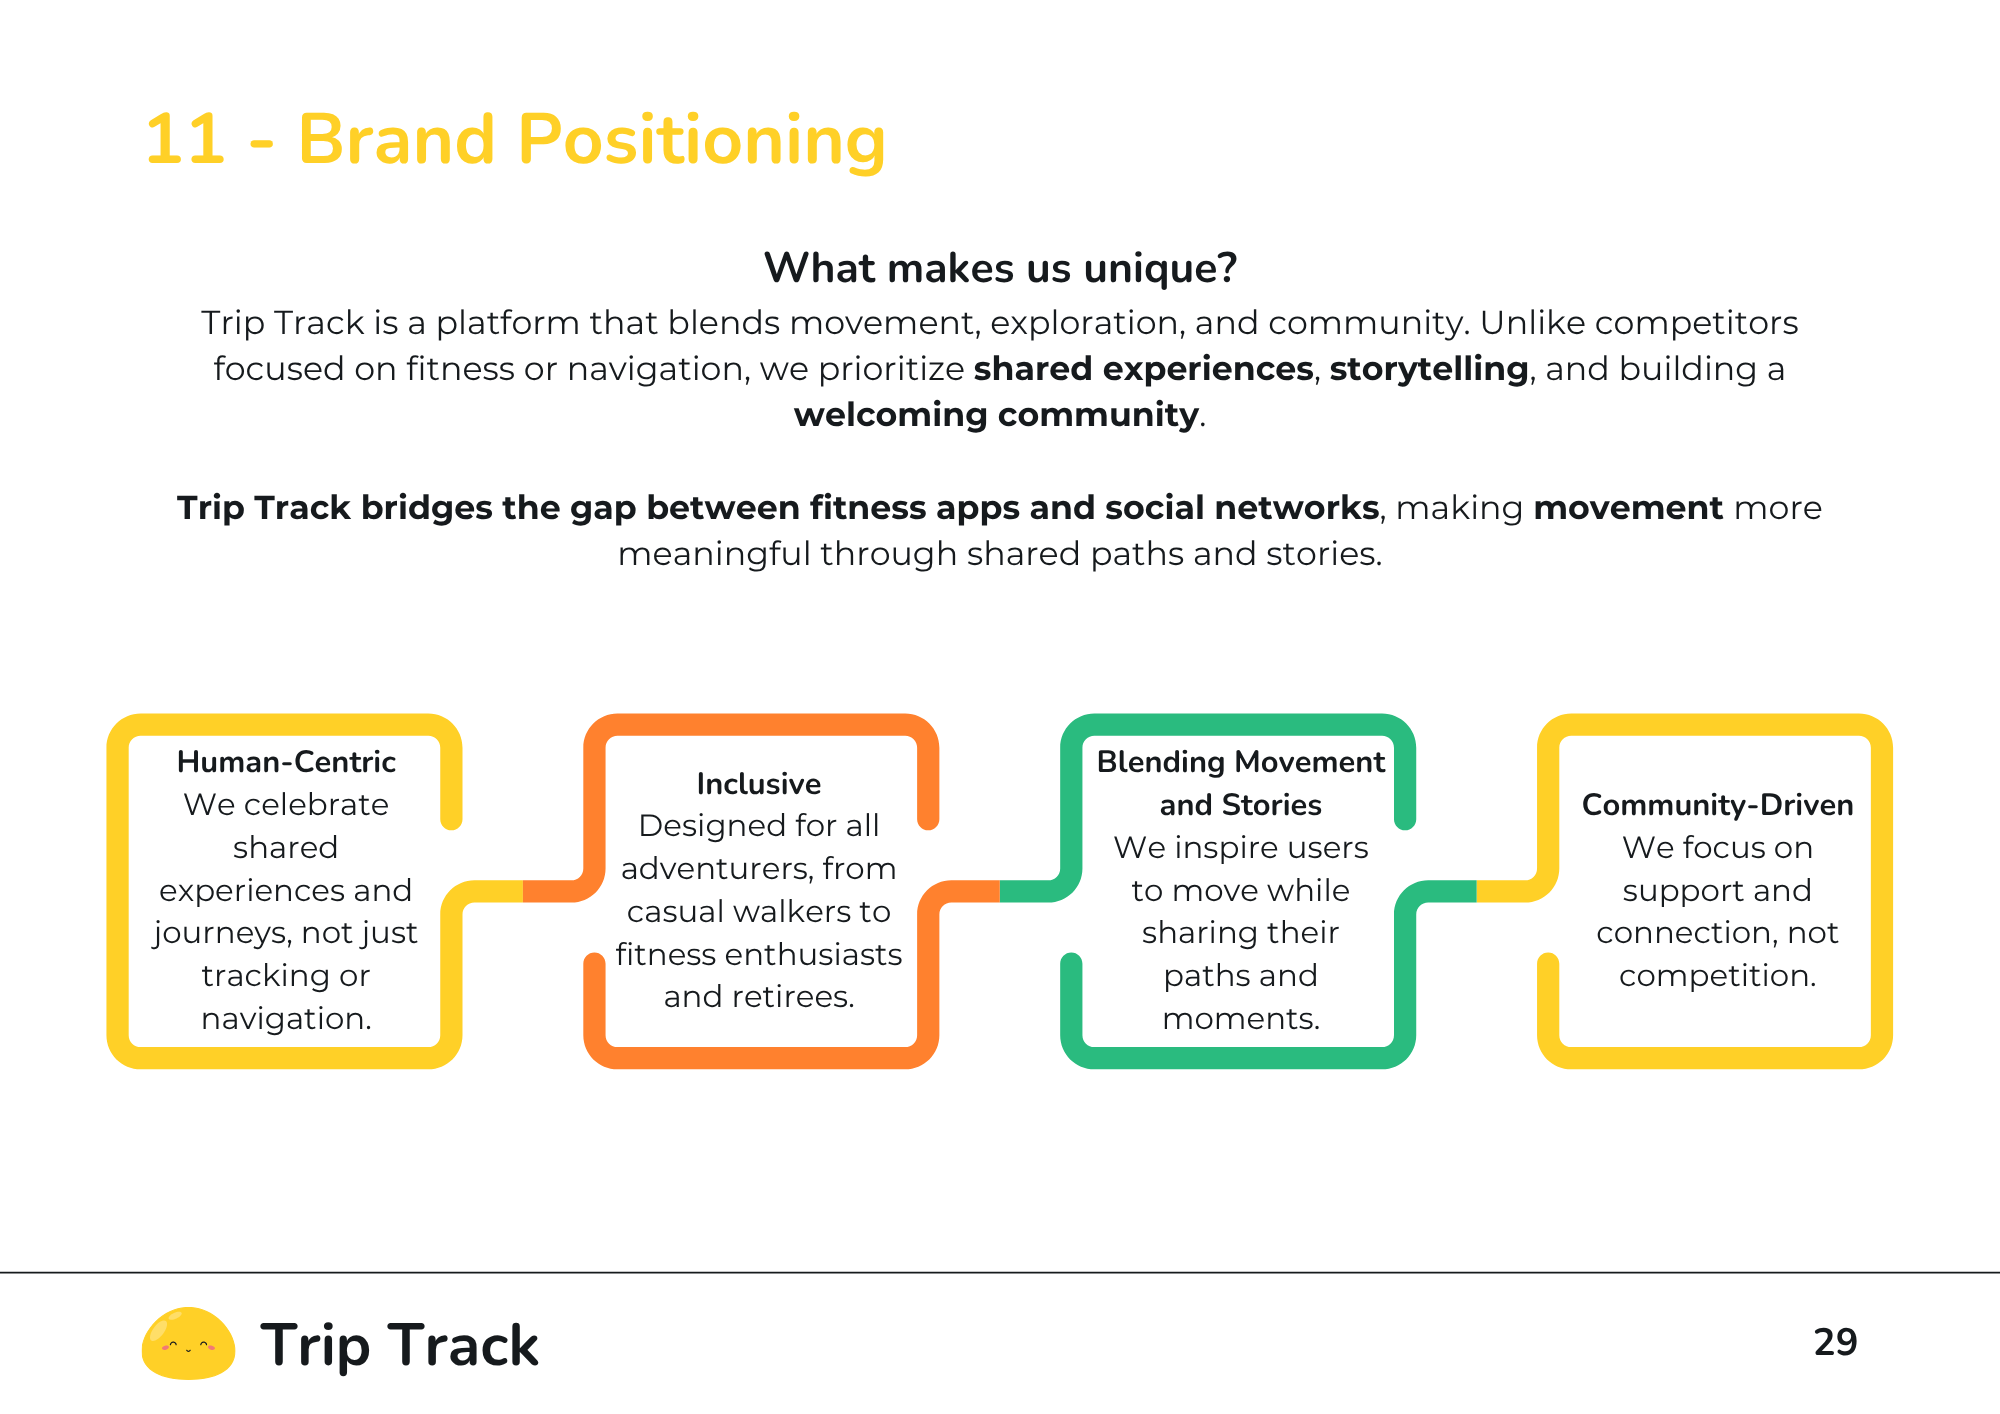 11 - Brand Positioning
What makes us unique?
Trip Track is a platform that blends movement, exploration, and community. Unlike competitors
focused on fitness or navigation, we prioritize shared experiences, storytelling, and building a
welcoming community.
Trip Track bridges the gap between fitness apps and social networks, making movement more
meaningful through shared paths and stories.
Human-Centric
We celebrate
shared
experiences and
journeys, not just
tracking or
navigation.
Inclusive
Designed for all
adventurers, from
casual walkers to
fitness enthusiasts
and retirees.
Blending Movement
and Stories
We inspire users
to move while
sharing their
paths and
moments.
Community-Driven
We focus on
support and
connection, not
competition.
Trip Track
29